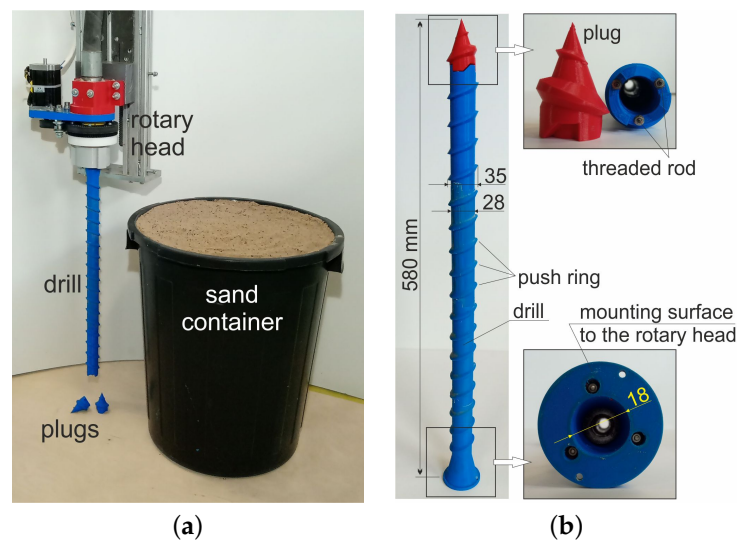 rotary
head
drill
sand
container
plugs
(a)
plug
threaded rod
35
28
580 mm
push ring
drill
mounting surface
to the rotary head
18
(b)